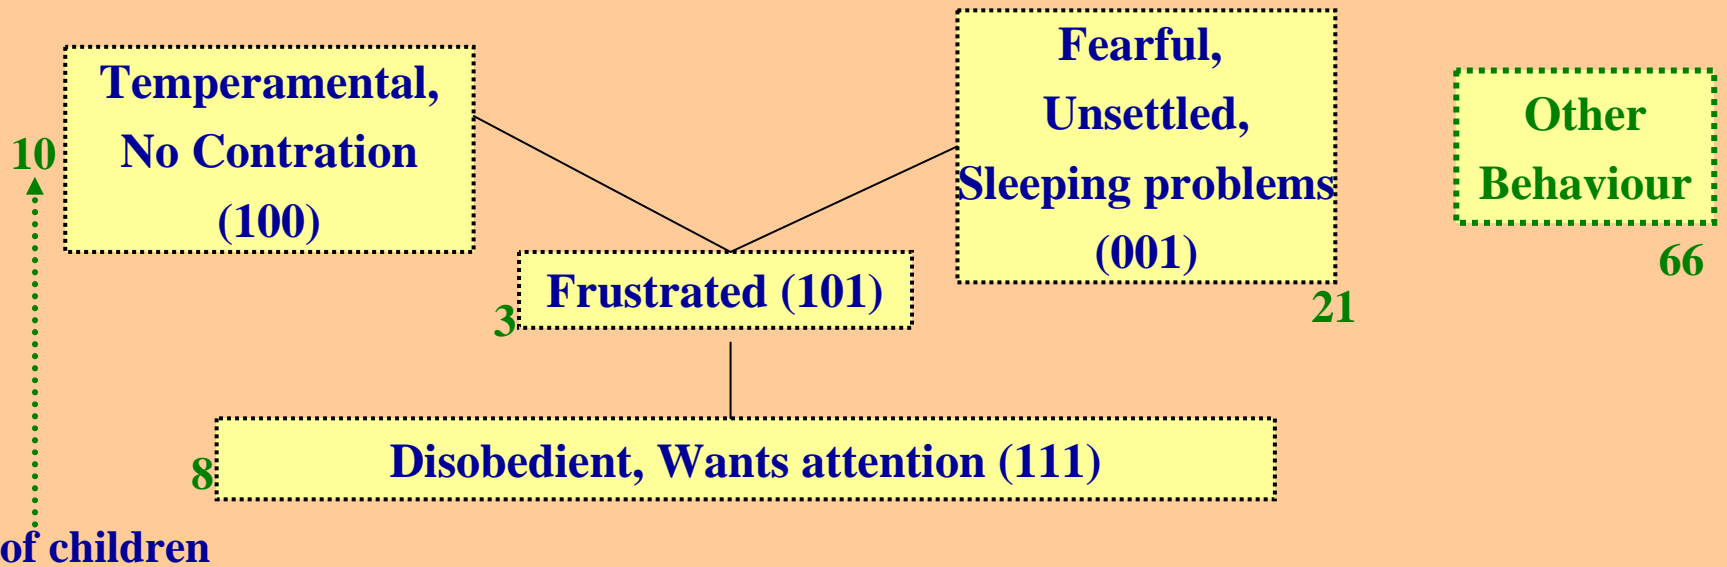 Temperamental,
No Contration
(100)
10
Fearful,
Unsettled,
Sleeping problems
(001)
21
Other
Behaviour
66
Frustrated (101)
3
Disobedient, Wants attention (111)
8
of children